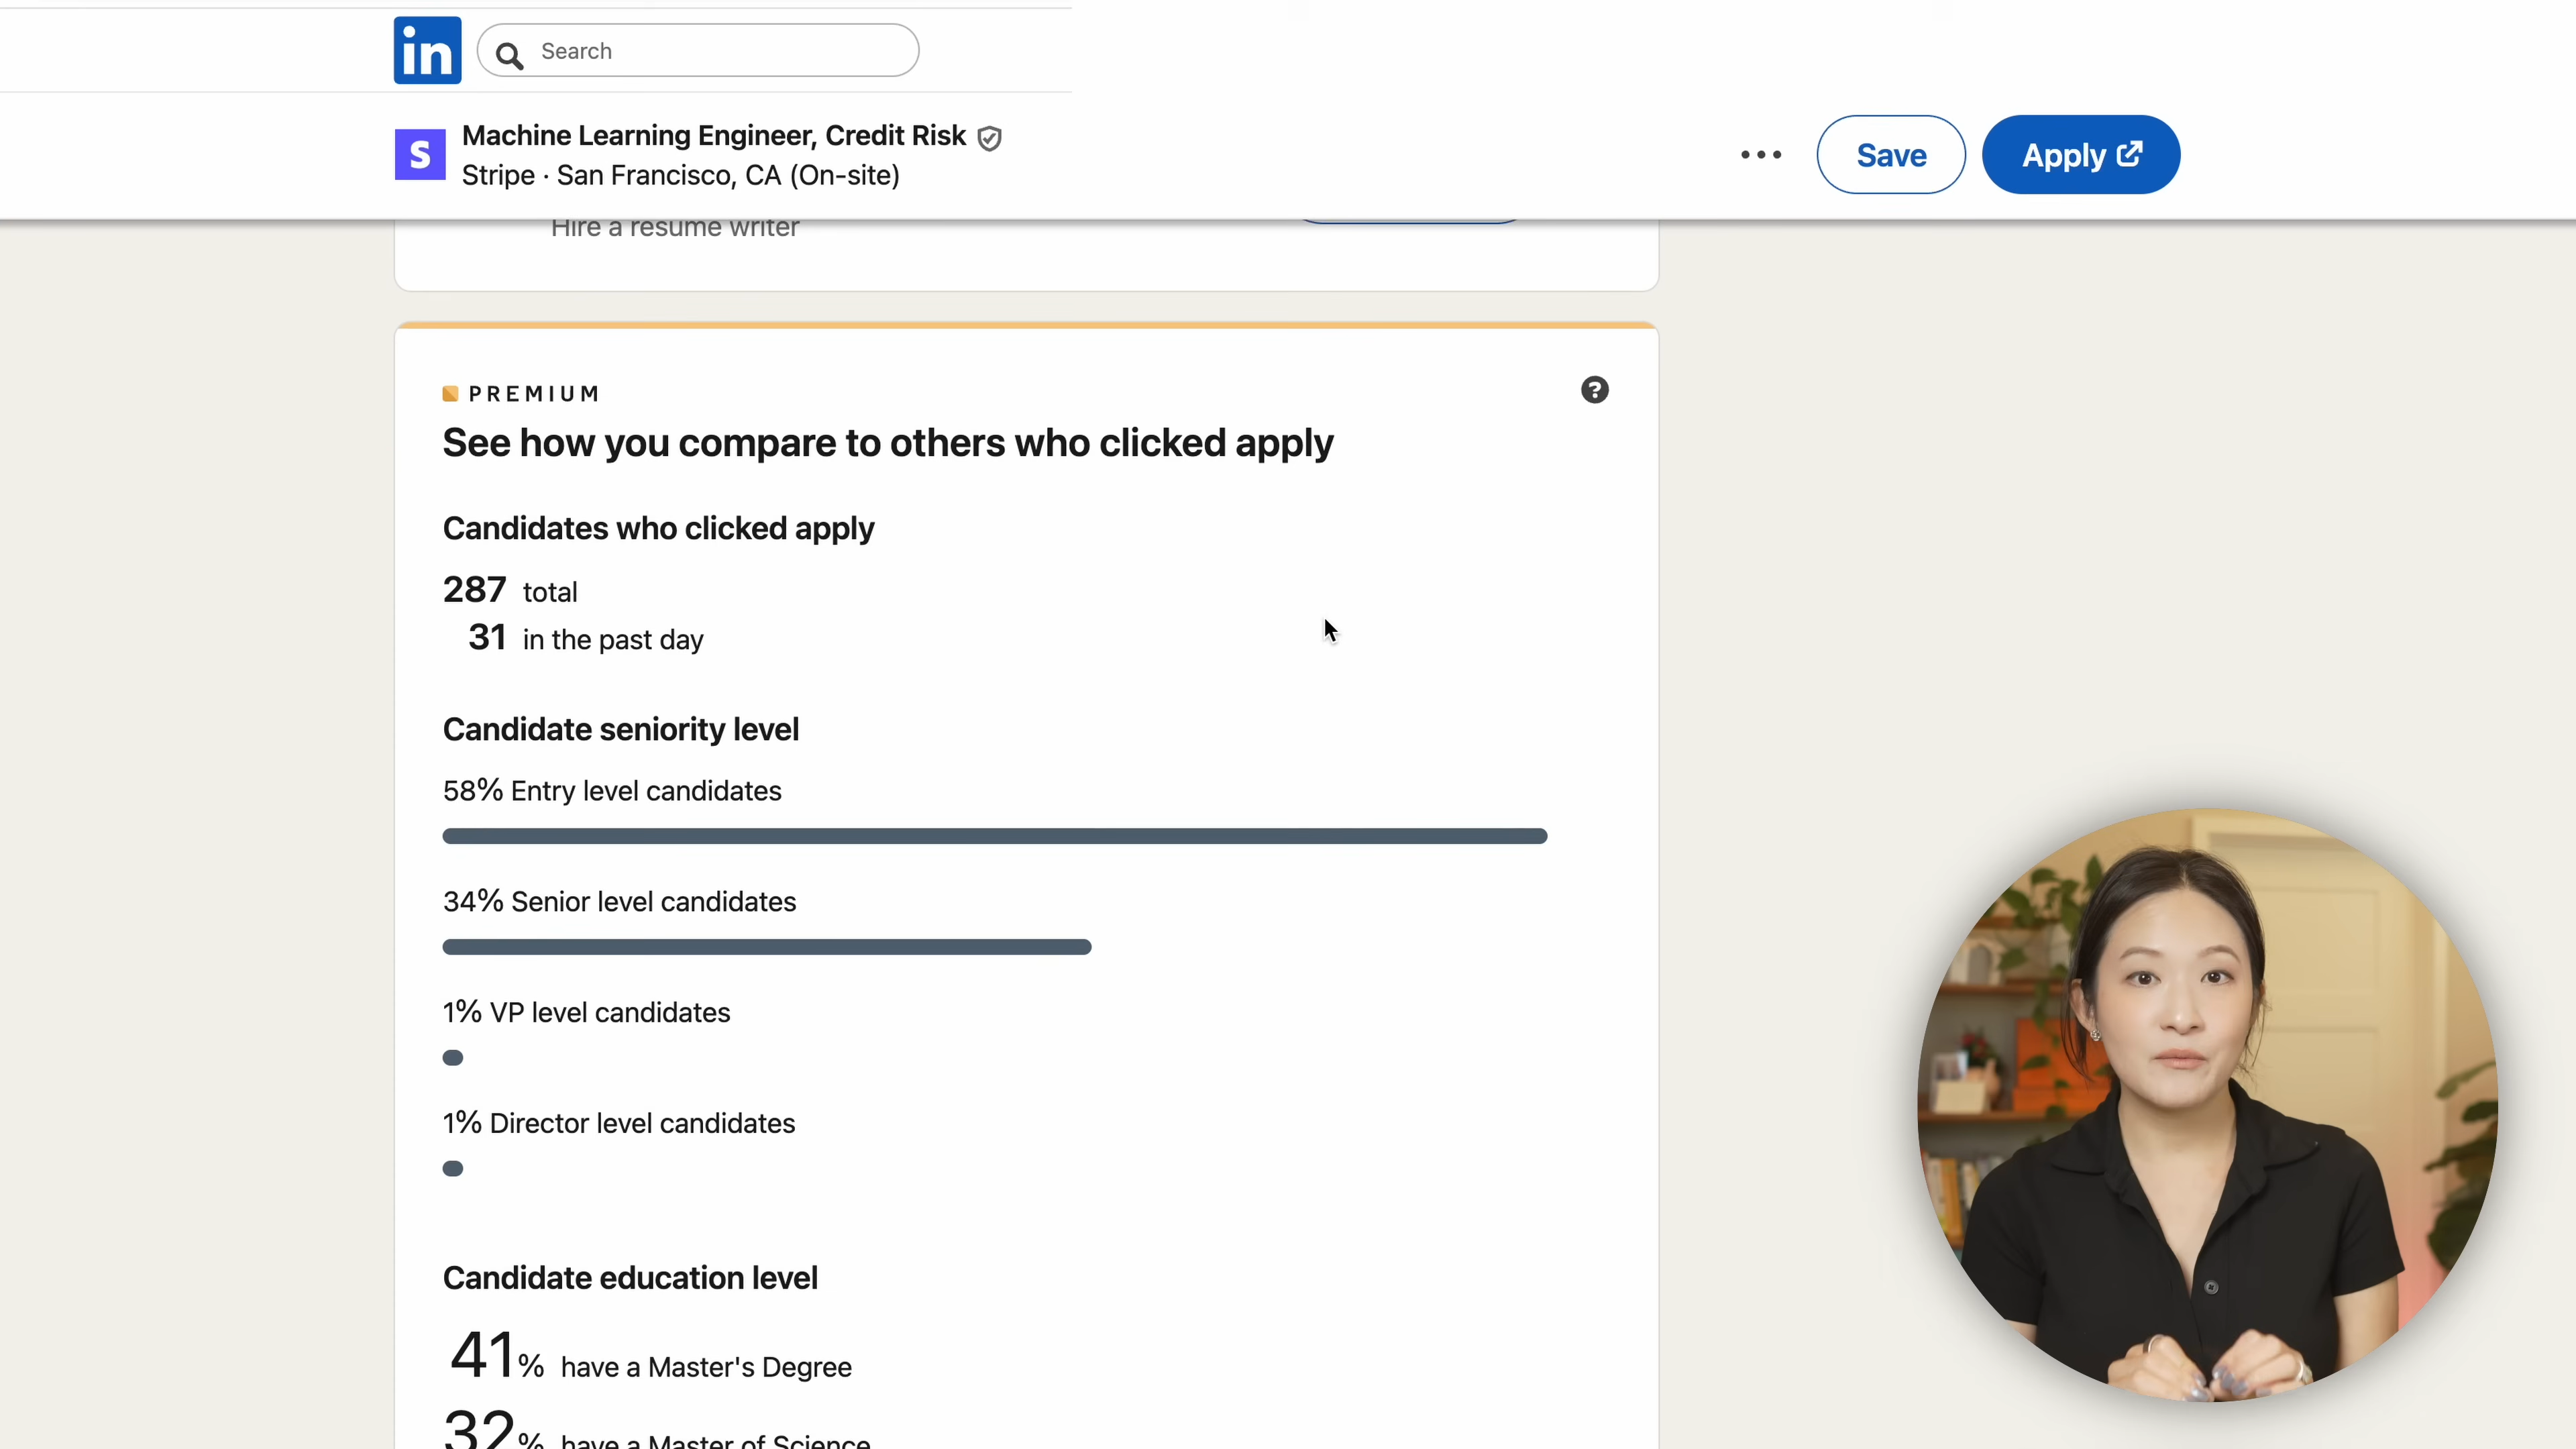 in
Search
S
Machine Learning Engineer, Credit Risk
Stripe · San Francisco, CA (On-site)
Save
Apply
Hire a resume writer
PREMIUM
?
See how you compare to others who clicked apply
Candidates who clicked apply
287 total
31 in the past day
Candidate seniority level
58% Entry level candidates
34% Senior level candidates
1% VP level candidates
1% Director level candidates
Candidate education level
41% have a Master's Degree
32% have a Master of Science